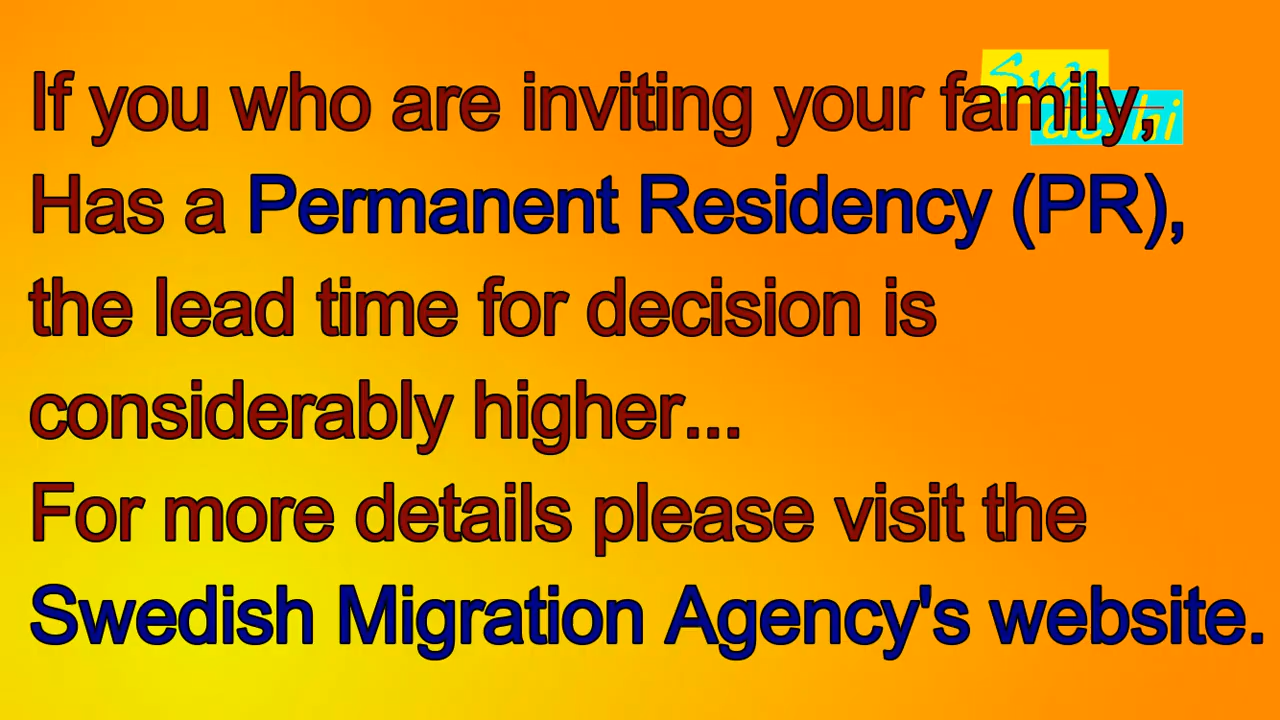 If you who are inviting your family,
Has a Permanent Residency (PR),
the lead time for decision is
considerably higher...
For more details please visit the
Swedish Migration Agency's website.